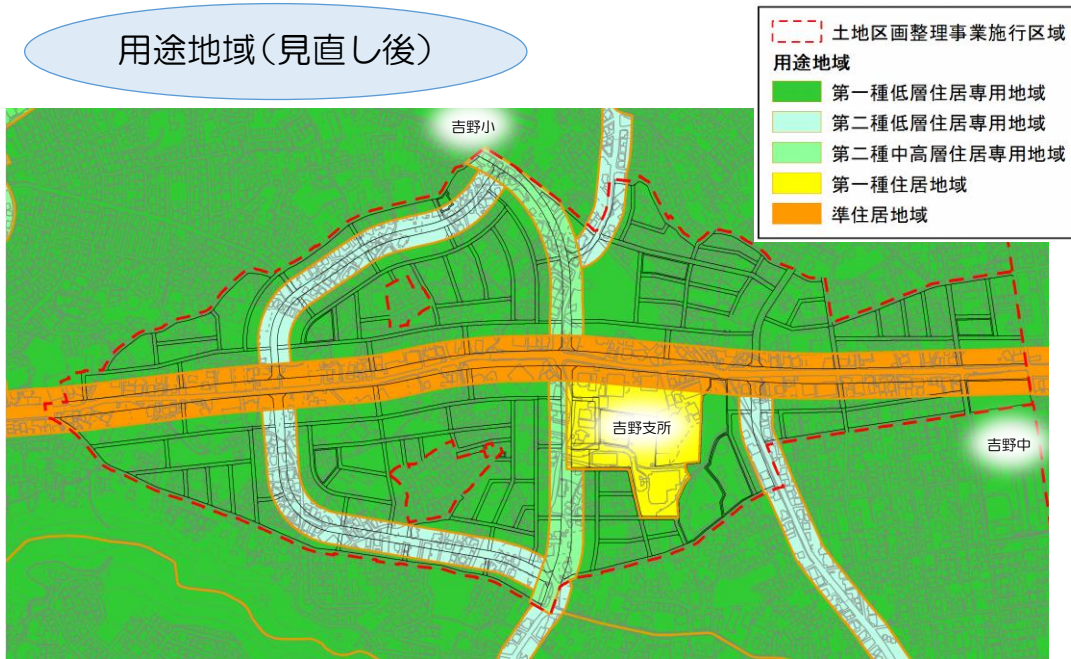 用途地域(見直し後)
土地区画整理事業施行区域
用途地域
第一種低層住居専用地域
第二種低層住居専用地域
第二種中高層住居専用地域
第一種住居地域
準住居地域
吉野小
吉野支所
吉野中